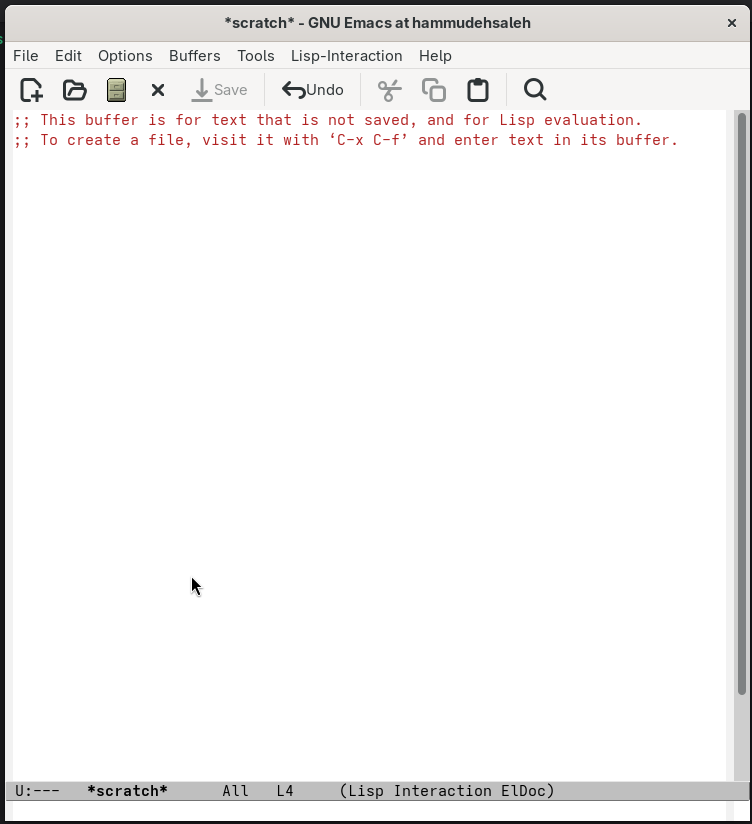 *scratch* - GNU Emacs at hammudehsaleh
File Edit Options Buffers Tools Lisp-Interaction Help
Save Undo
;; This buffer is for text that is not saved, and for Lisp evaluation.
;; To create a file, visit it with ‘C-x C-f’ and enter text in its buffer.
U:--- *scratch* All L4 (Lisp Interaction ElDoc)